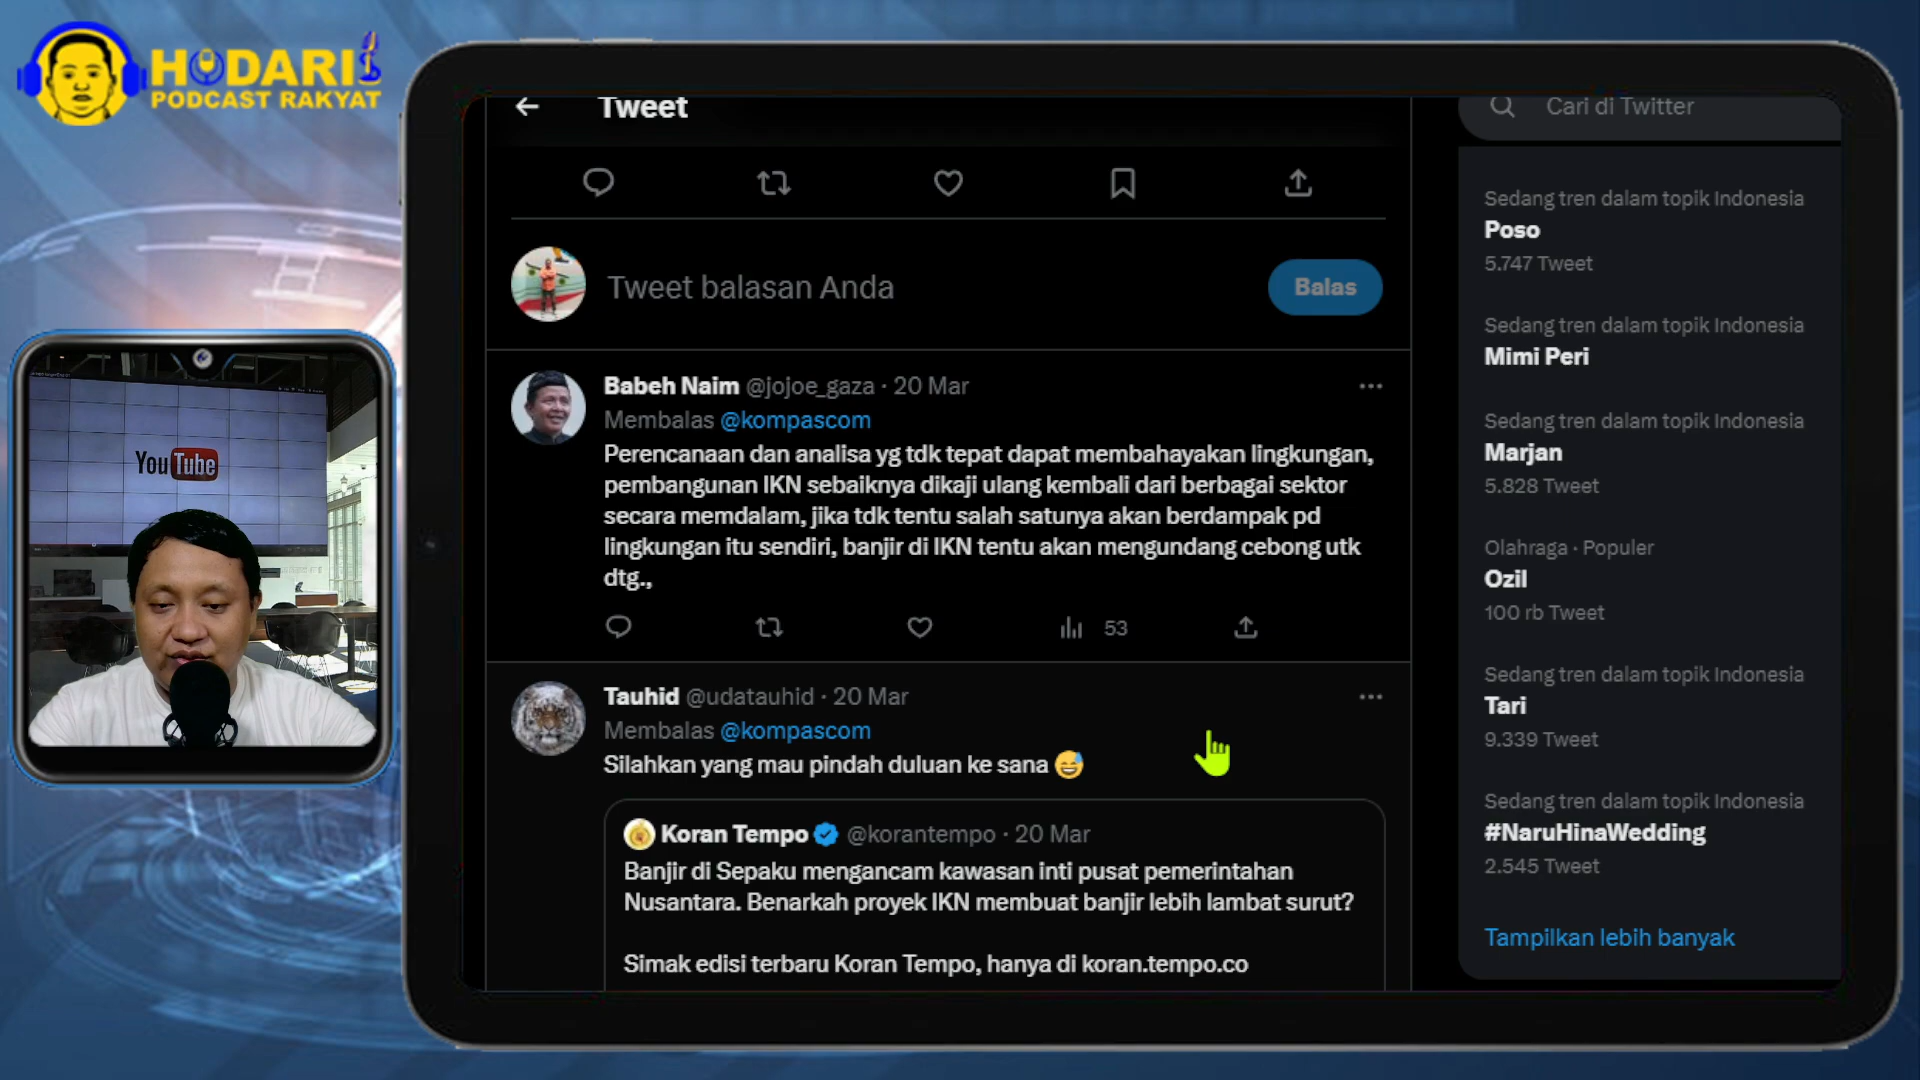 HODARI
PODCAST RAKYAT
YouTube
Tweet
Tweet balasan Anda
Balas
Babeh Naim @jojoe_gaza · 20 Mar
Membalas @kompascom
Perencanaan dan analisa yg tdk tepat dapat membahayakan lingkungan,
pembangunan IKN sebaiknya dikaji ulang kembali dari berbagai sektor
secara memdalam, jika tdk tentu salah satunya akan berdampak pd
lingkungan itu sendiri, banjir di IKN tentu akan mengundang cebong utk
dtg.,
53
Tauhid @udatauhid · 20 Mar
Membalas @kompascom
Silahkan yang mau pindah duluan ke sana 😅
Koran Tempo @korantempo · 20 Mar
Banjir di Sepaku mengancam kawasan inti pusat pemerintahan
Nusantara. Benarkah proyek IKN membuat banjir lebih lambat surut?
Simak edisi terbaru Koran Tempo, hanya di koran.tempo.co
Cari di Twitter
Sedang tren dalam topik Indonesia
Poso
5.747 Tweet
Sedang tren dalam topik Indonesia
Mimi Peri
Sedang tren dalam topik Indonesia
Marjan
5.828 Tweet
Olahraga · Populer
Ozil
100 rb Tweet
Sedang tren dalam topik Indonesia
Tari
9.339 Tweet
Sedang tren dalam topik Indonesia
#NaruHinaWedding
2.545 Tweet
Tampilkan lebih banyak